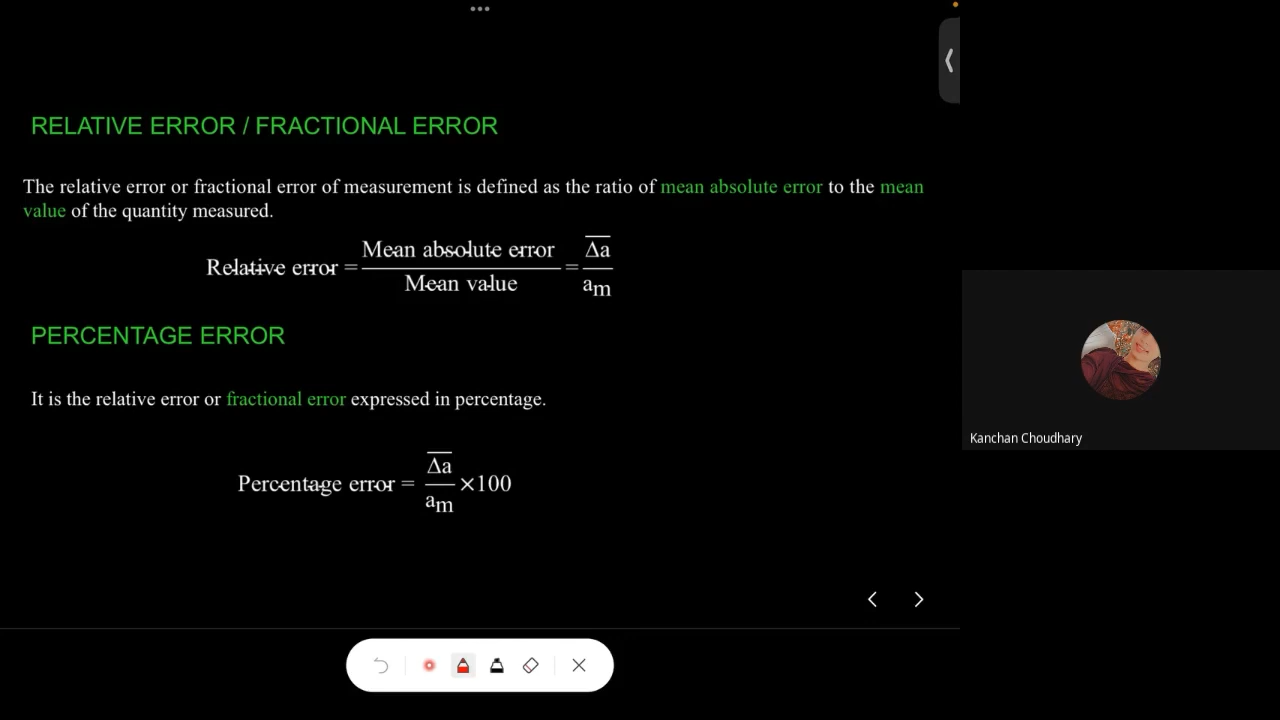 RELATIVE ERROR / FRACTIONAL ERROR
The relative error or fractional error of measurement is defined as the ratio of mean absolute error to the mean
value of the quantity measured.
Relative error = Mean absolute error / Mean value = Δa̅ / aₘ
PERCENTAGE ERROR
It is the relative error or fractional error expressed in percentage.
Percentage error = Δa̅ / aₘ ×100
Kanchan Choudhary